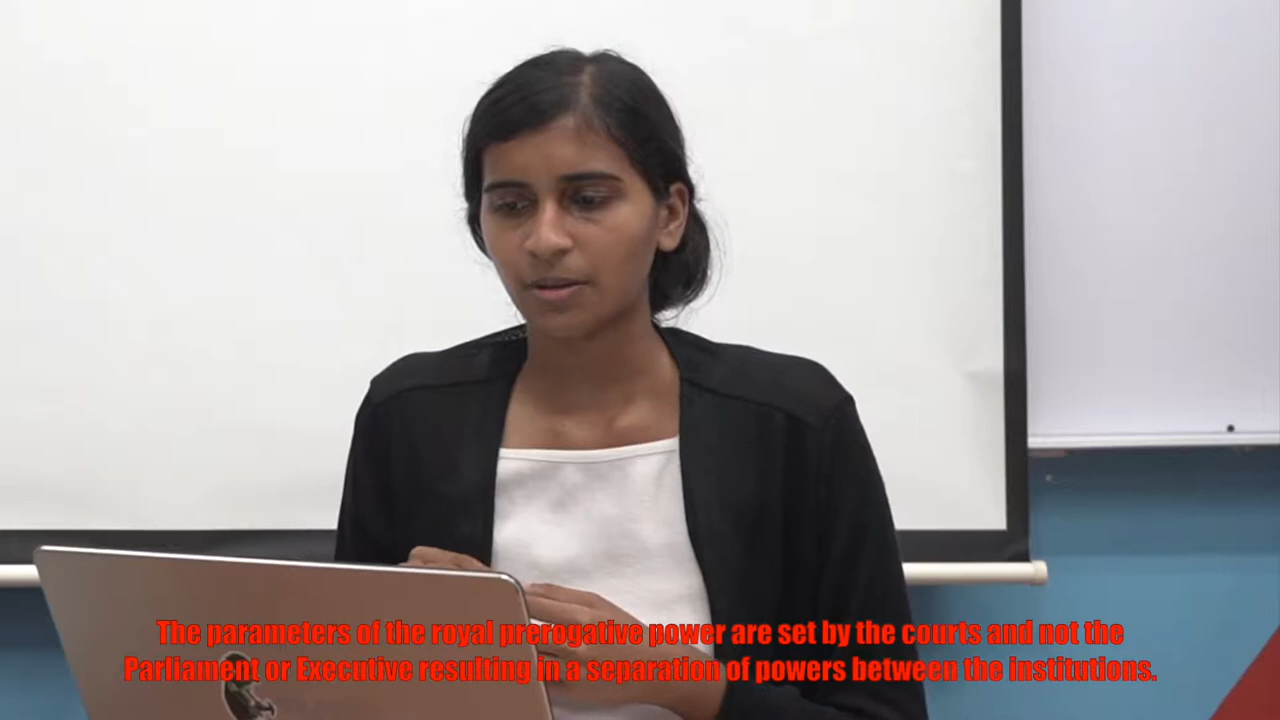 The parameters of the royal prerogative power are set by the courts and not the
Parliament or Executive resulting in a separation of powers between the institutions.